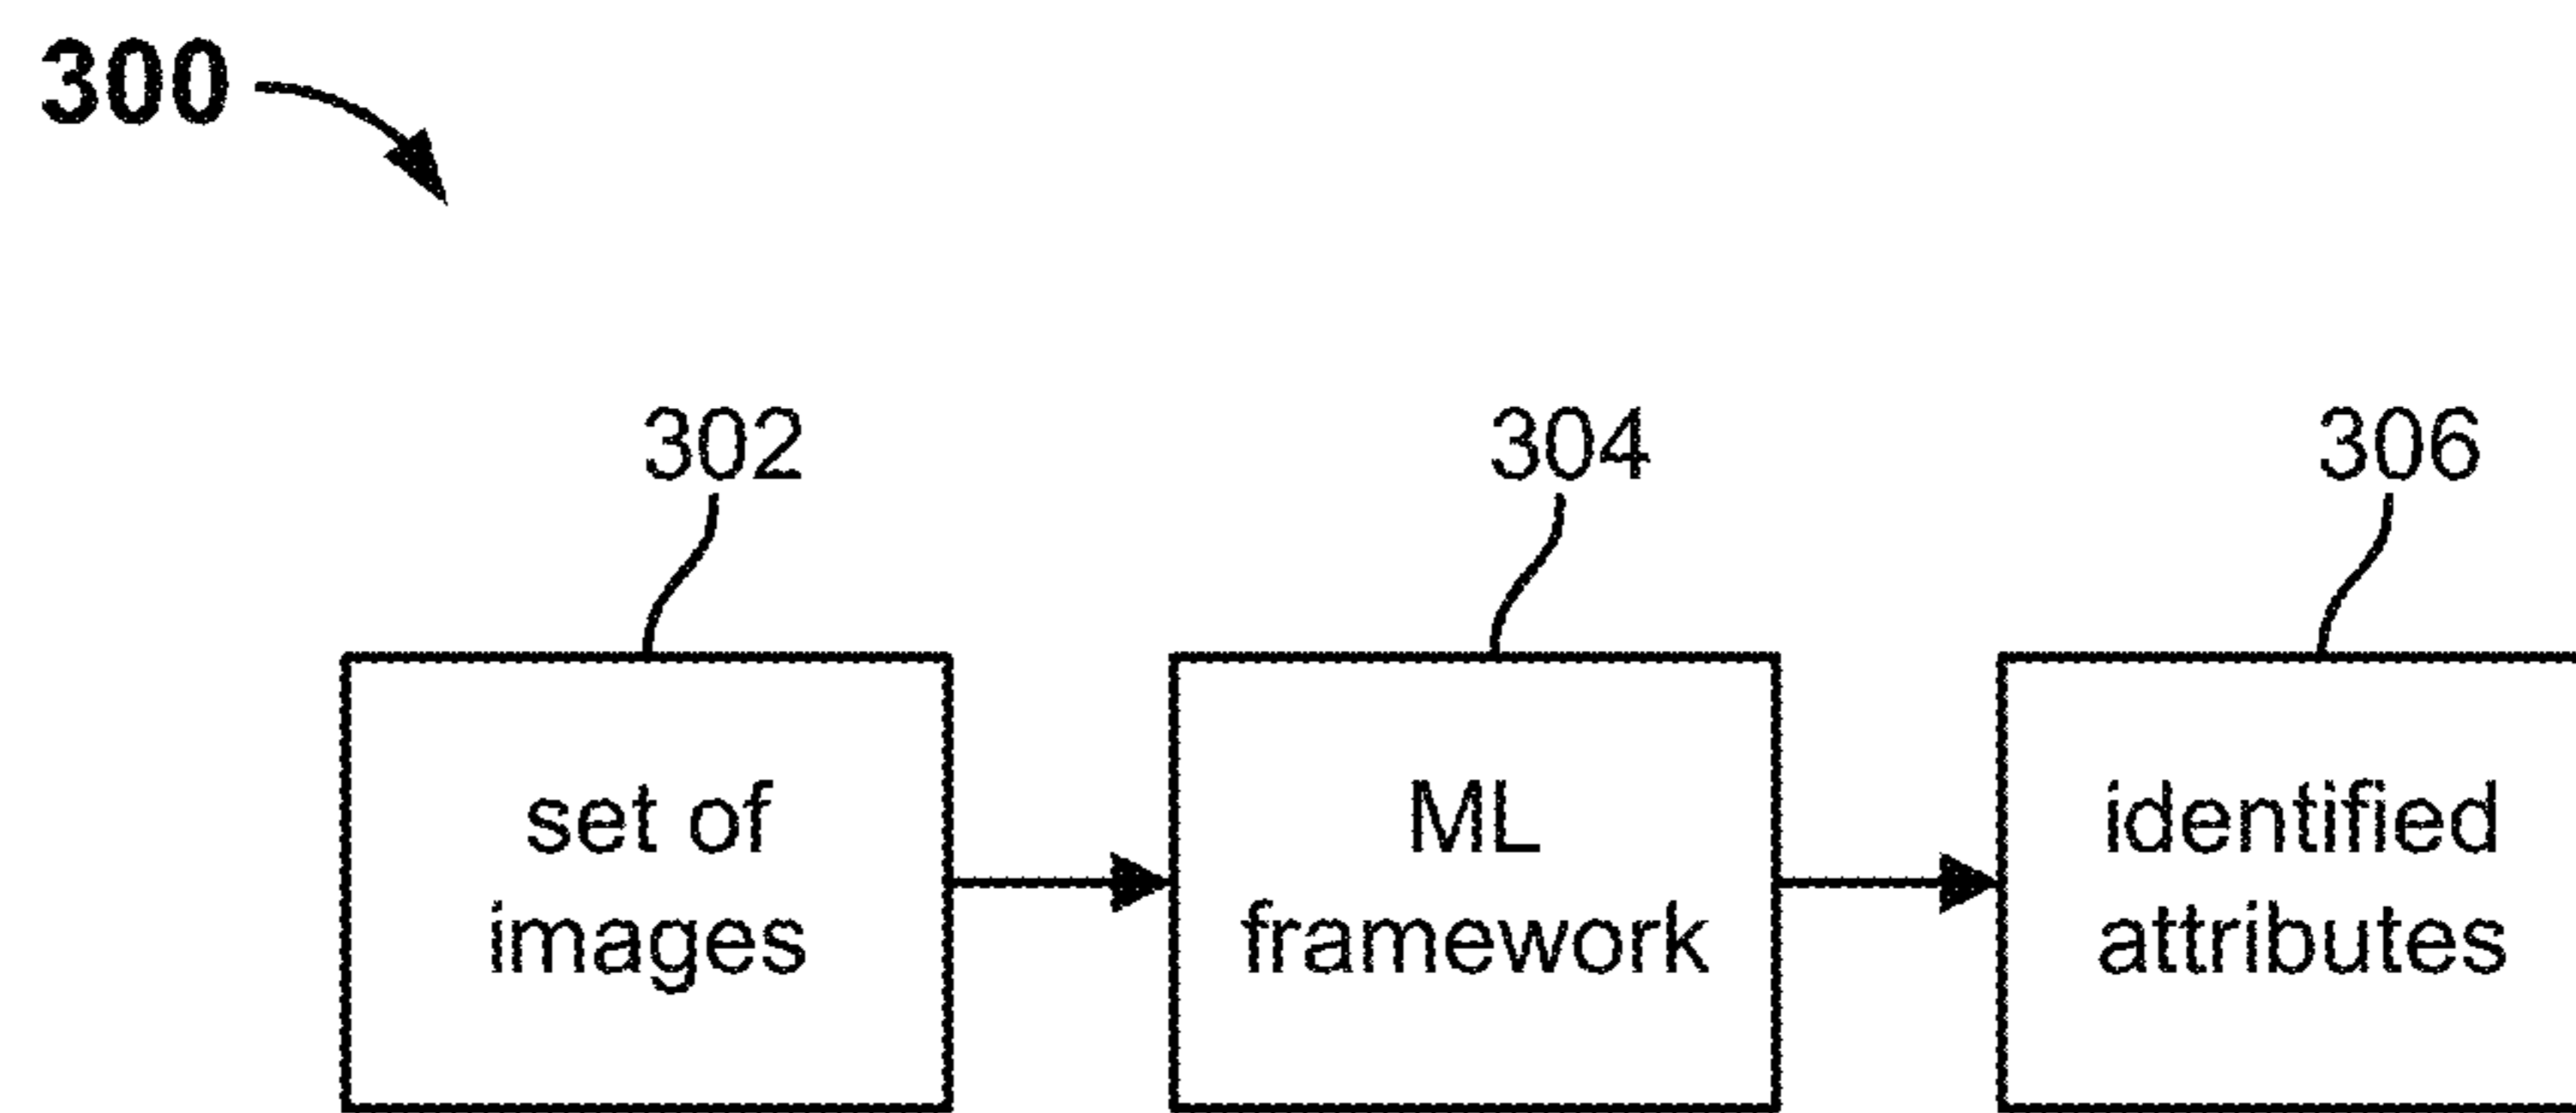 300
302
304
306
set of
images
ML
framework
identified
attributes